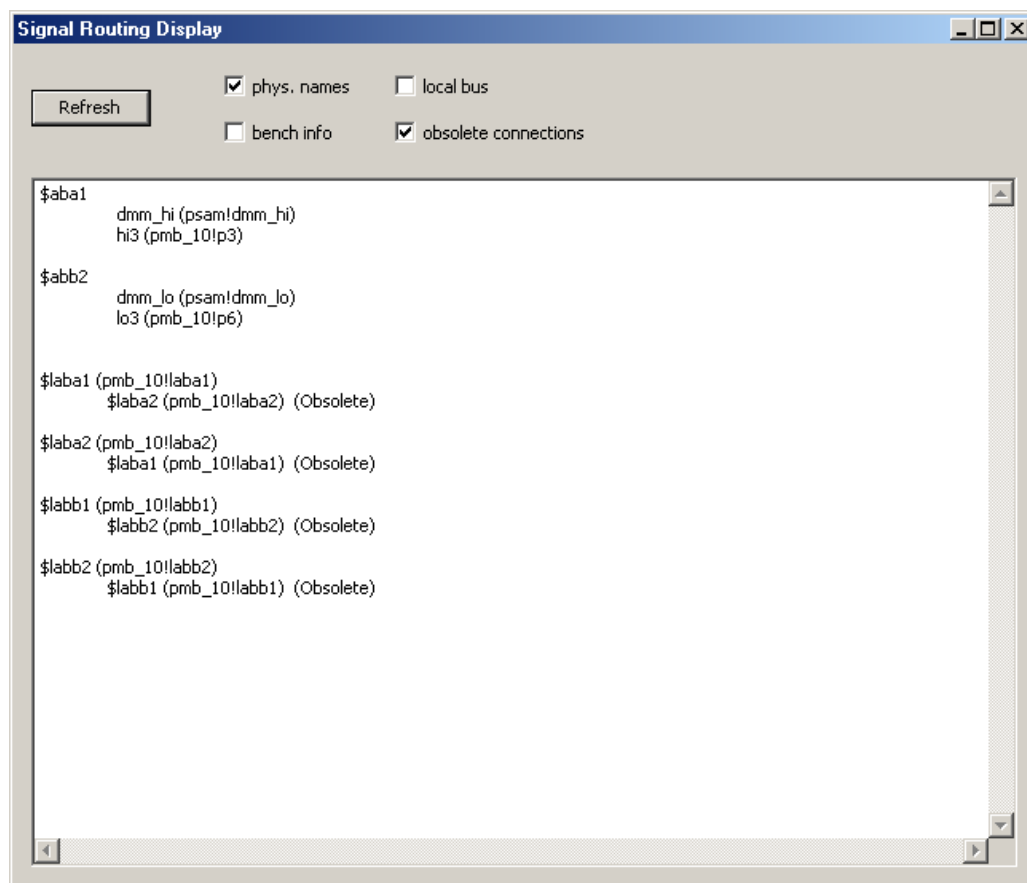 Signal Routing Display
Refresh
phys. names
local bus
bench info
obsolete connections
$aba1
dmm_hi (psam!dmm_hi)
hi3 (pmb_10!p3)
$abb2
dmm_lo (psam!dmm_lo)
lo3 (pmb_10!p6)
$laba1 (pmb_10!laba1)
$laba2 (pmb_10!laba2)  (Obsolete)
$laba2 (pmb_10!laba2)
$laba1 (pmb_10!laba1)  (Obsolete)
$labb1 (pmb_10!labb1)
$labb2 (pmb_10!labb2)  (Obsolete)
$labb2 (pmb_10!labb2)
$labb1 (pmb_10!labb1)  (Obsolete)